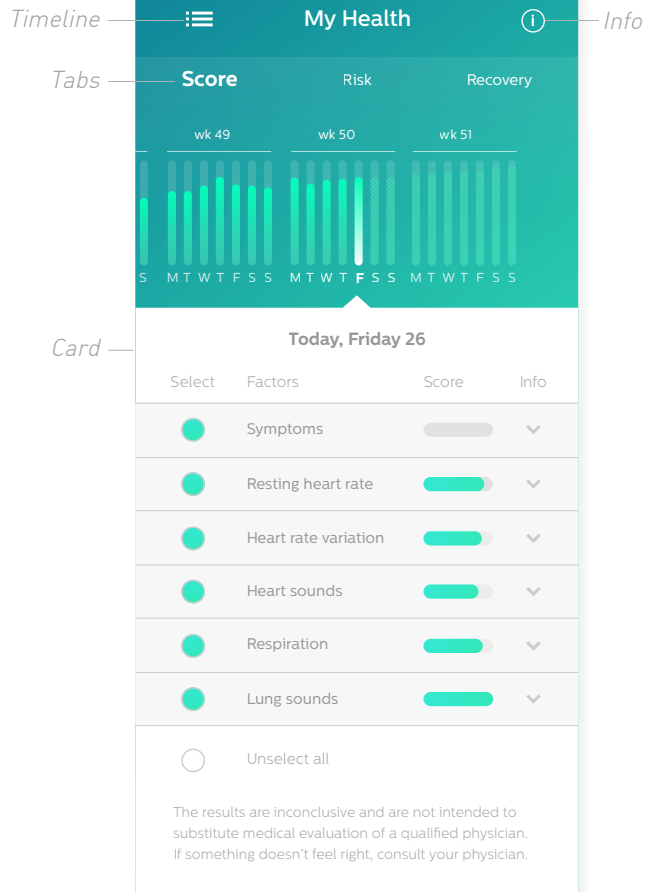 Timeline
My Health
i
Info
Tabs
Score
Risk
Recovery
wk 49
wk 50
wk 51
S M T W T F S S M T W T F S S M T W T F S S
Card
Today, Friday 26
Select Factors Score Info
Symptoms
Resting heart rate
Heart rate variation
Heart sounds
Respiration
Lung sounds
Unselect all
The results are inconclusive and are not intended to
substitute medical evaluation of a qualified physician.
If something doesn't feel right, consult your physician.